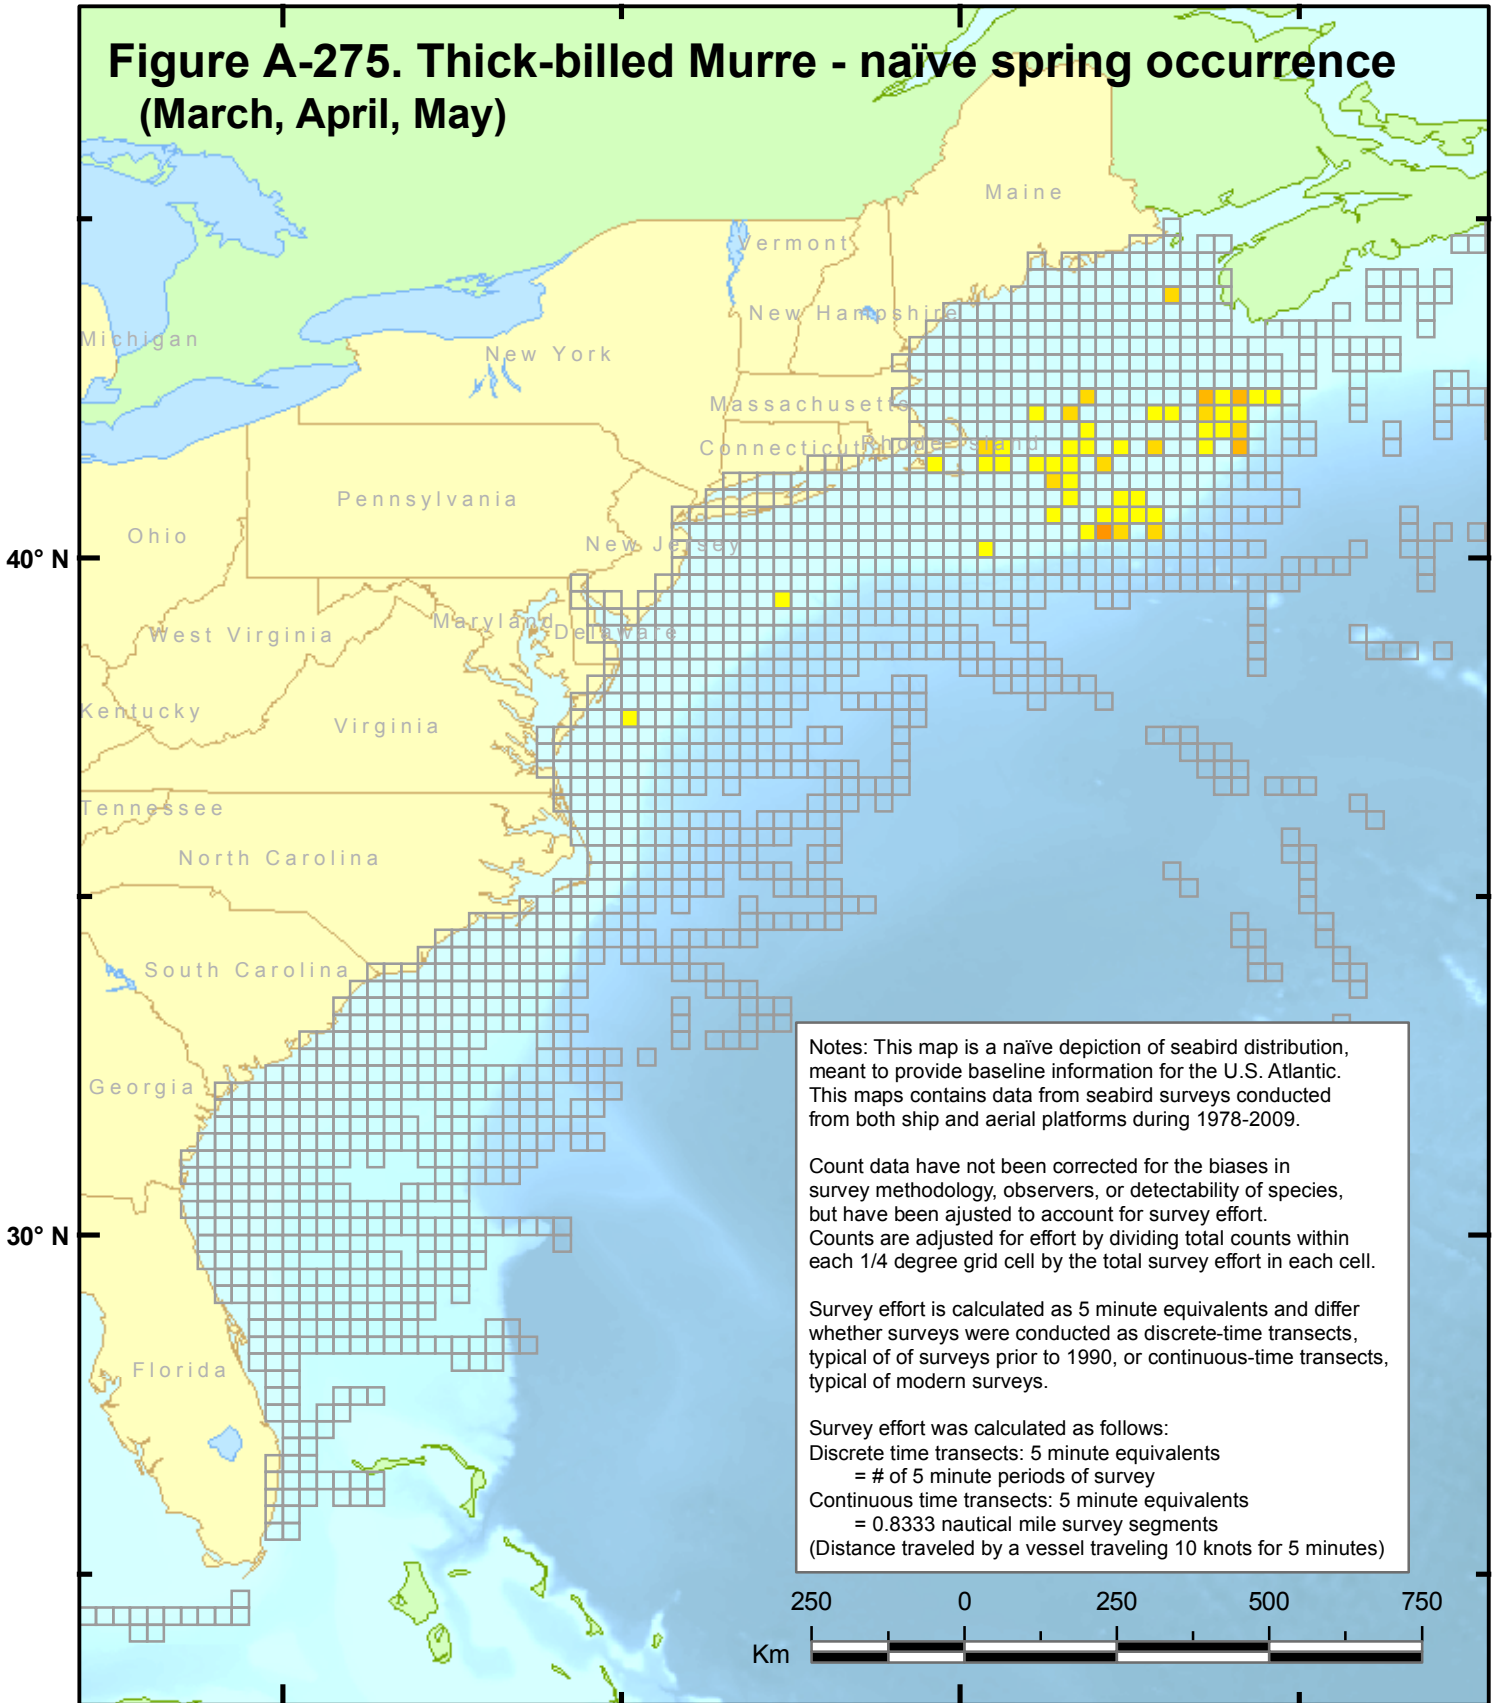 Figure A-275. Thick-billed Murre - naïve spring occurrence
(March, April, May)
Maine
Vermont
New Hampshire
Michigan
New York
Massachusetts
Connecticut
Rhode Island
Pennsylvania
Ohio
New Jersey
40° N
Maryland
Delaware
West Virginia
Kentucky
Virginia
Tennessee
North Carolina
South Carolina
Georgia
30° N
Florida
Notes: This map is a naïve depiction of seabird distribution,
meant to provide baseline information for the U.S. Atlantic.
This maps contains data from seabird surveys conducted
from both ship and aerial platforms during 1978-2009.
Count data have not been corrected for the biases in
survey methodology, observers, or detectability of species,
but have been ajusted to account for survey effort.
Counts are adjusted for effort by dividing total counts within
each 1/4 degree grid cell by the total survey effort in each cell.
Survey effort is calculated as 5 minute equivalents and differ
whether surveys were conducted as discrete-time transects,
typical of of surveys prior to 1990, or continuous-time transects,
typical of modern surveys.
Survey effort was calculated as follows:
Discrete time transects: 5 minute equivalents
= # of 5 minute periods of survey
Continuous time transects: 5 minute equivalents
= 0.8333 nautical mile survey segments
(Distance traveled by a vessel traveling 10 knots for 5 minutes)
250 0 250 500 750
Km